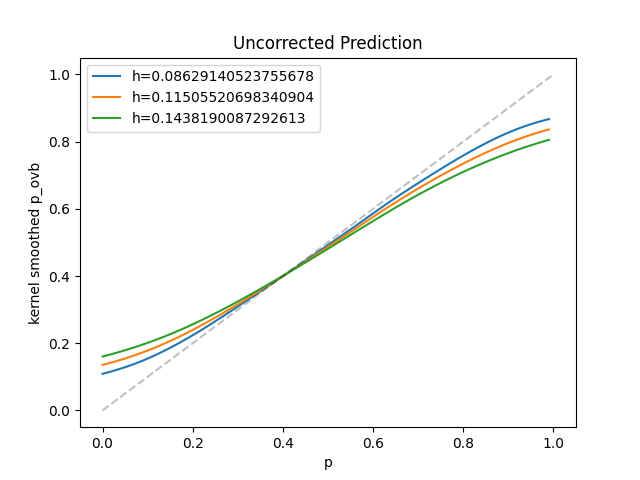 Uncorrected Prediction
h=0.08629140523755678
h=0.11505520698340904
h=0.1438190087292613
1.0
0.8
0.6
0.4
0.2
0.0
kernel smoothed p_ovb
0.0 0.2 0.4 0.6 0.8 1.0
p